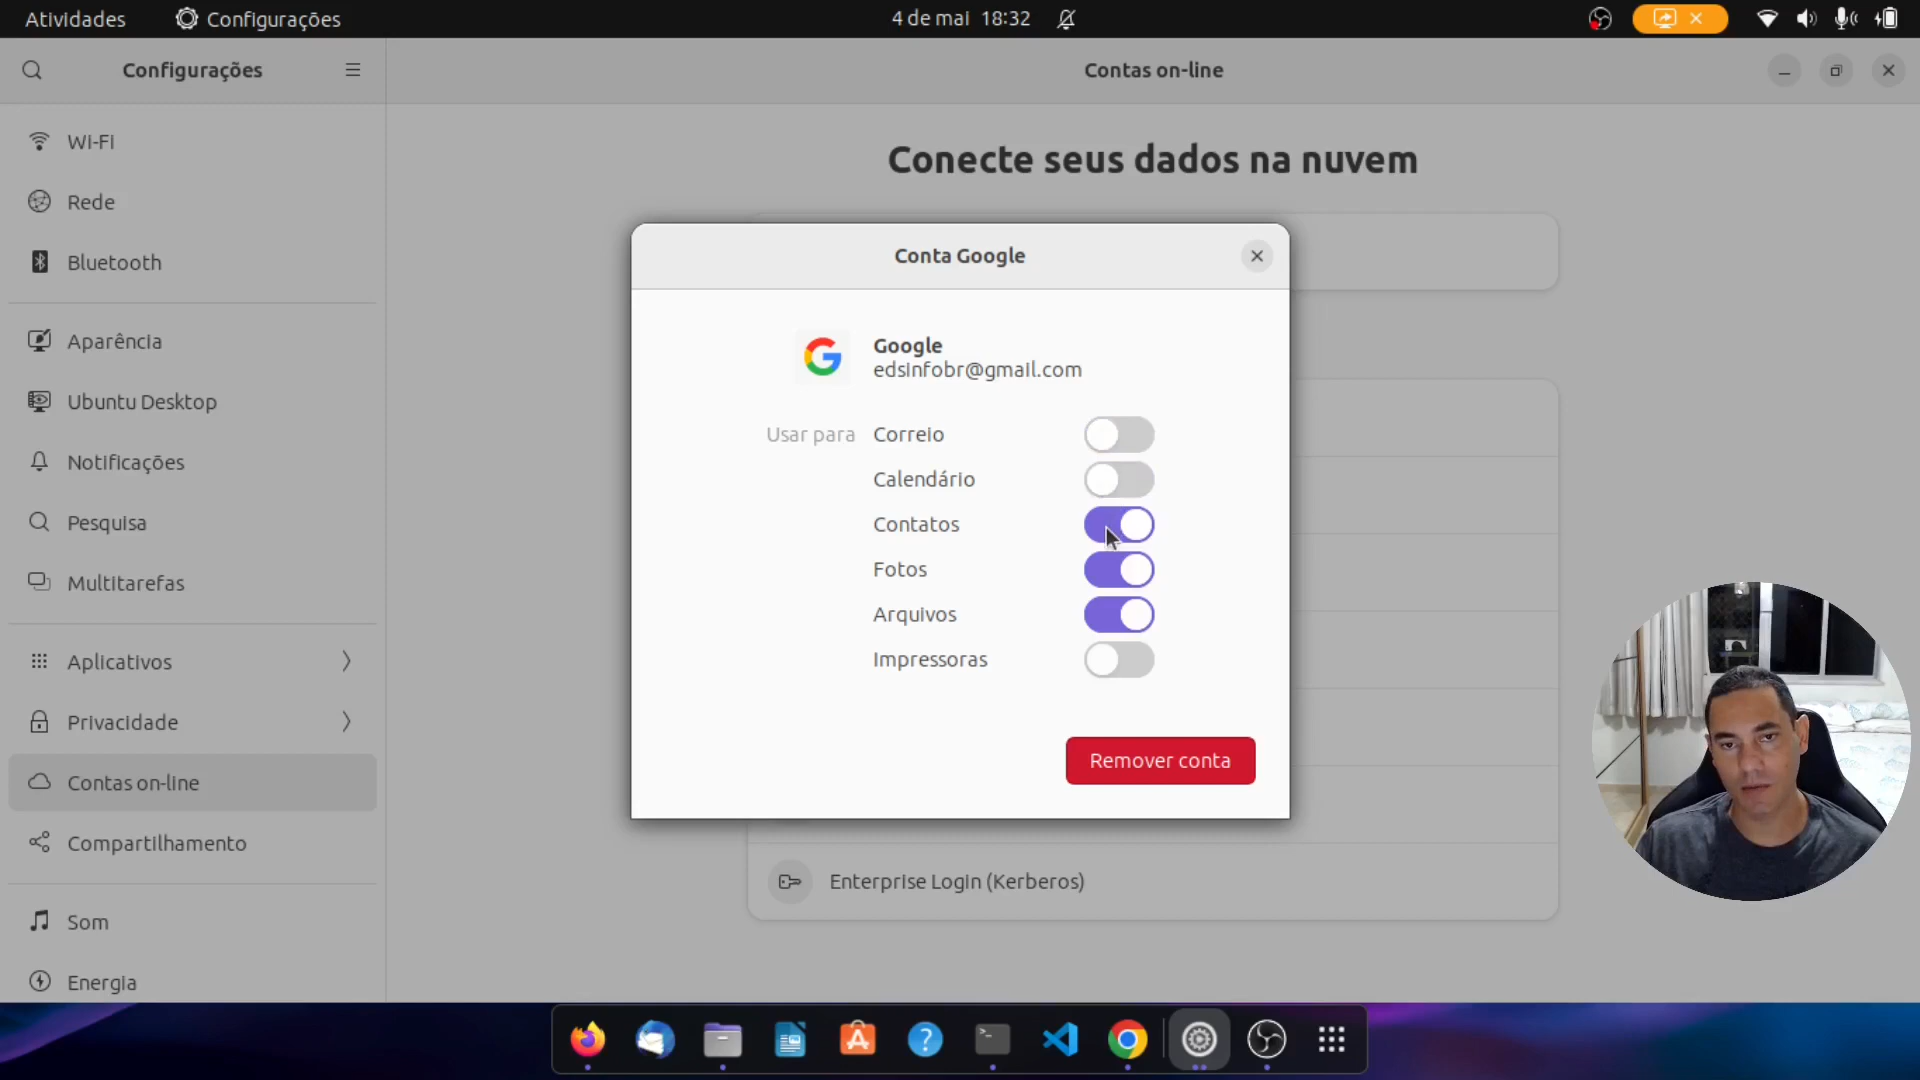 Atividades
Configurações
4 de mai 18:32
Configurações
Contas on-line
Wi-Fi
Rede
Bluetooth
Aparência
Ubuntu Desktop
Notificações
Pesquisa
Multitarefas
Aplicativos
Privacidade
Contas on-line
Compartilhamento
Som
Energia
Conecte seus dados na nuvem
Conta Google
Google
edsinfobr@gmail.com
Usar para
Correio
Calendário
Contatos
Fotos
Arquivos
Impressoras
Remover conta
Enterprise Login (Kerberos)